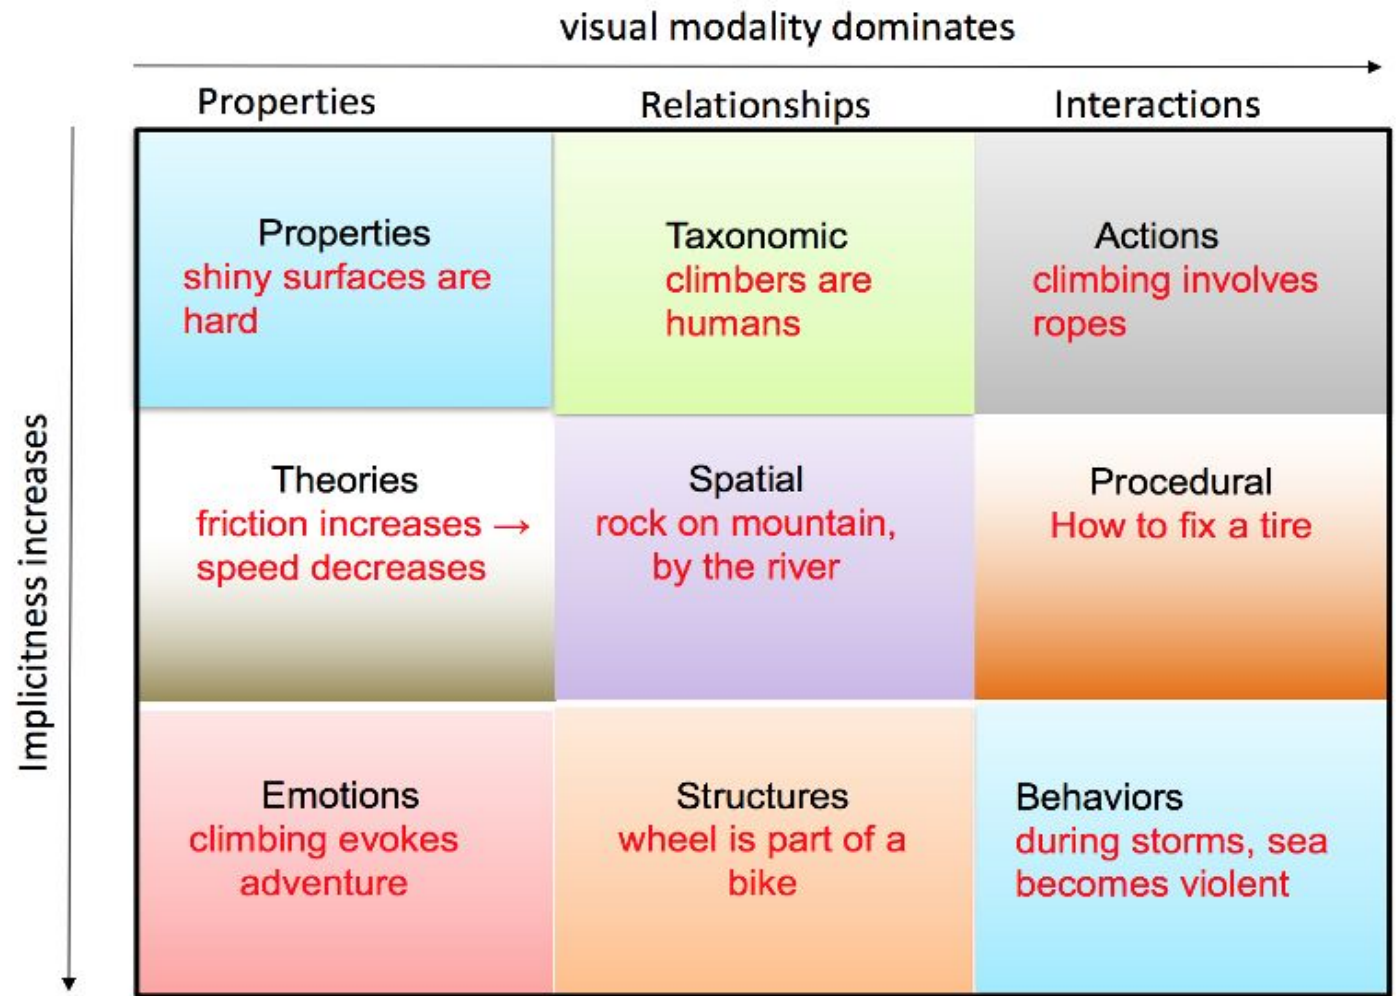 visual modality dominates
Properties
Relationships
Interactions
Implicitness increases
Properties
shiny surfaces are
hard
Taxonomic
climbers are
humans
Actions
climbing involves
ropes
Theories
friction increases →
speed decreases
Spatial
rock on mountain,
by the river
Procedural
How to fix a tire
Emotions
climbing evokes
adventure
Structures
wheel is part of a
bike
Behaviors
during storms, sea
becomes violent